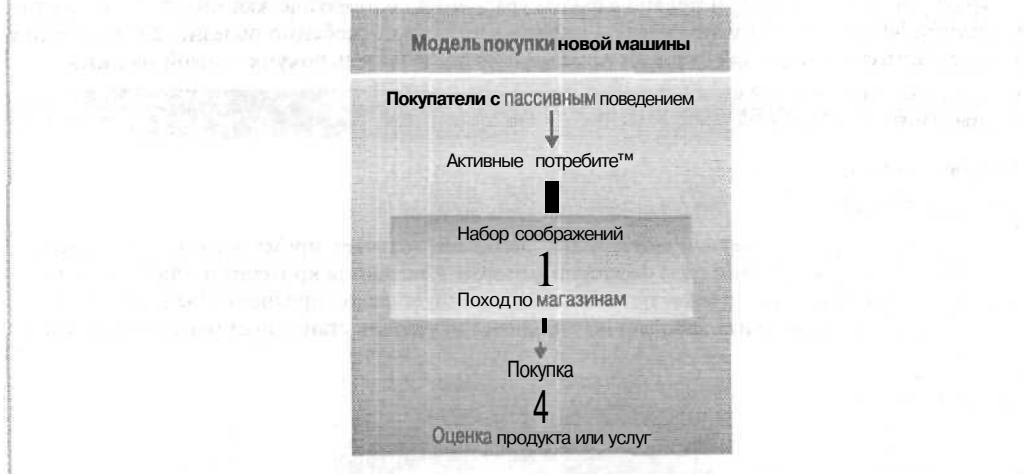 Модель покупки новой машины
Покупатели с пассивным поведением
Активные потребите™
Набор соображений
1
Поход по магазинам
Покупка
4
Оценка продукта или услуг